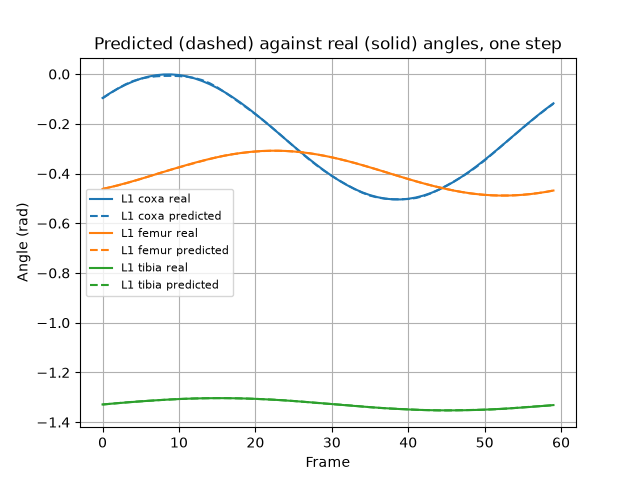 Predicted (dashed) against real (solid) angles, one step
0.0
−0.2
−0.4
−0.6
−0.8
−1.0
−1.2
−1.4
Angle (rad)
L1 coxa real
L1 coxa predicted
L1 femur real
L1 femur predicted
L1 tibia real
L1 tibia predicted
0 10 20 30 40 50 60
Frame